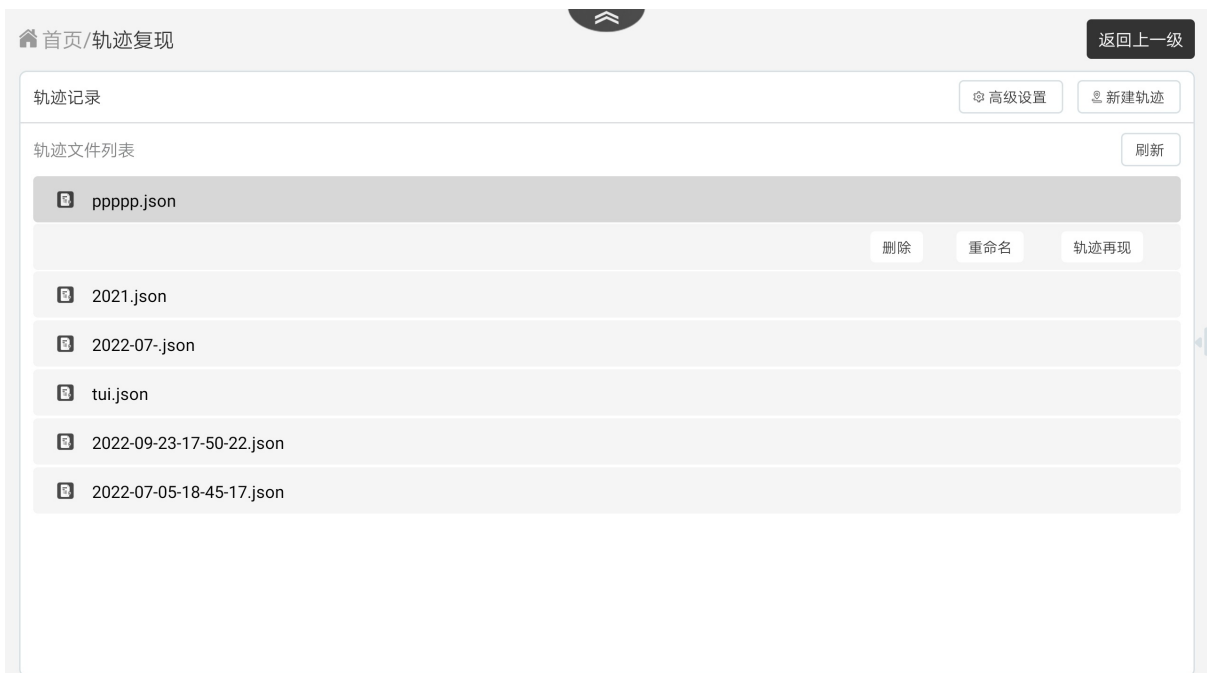 首页/轨迹复现
返回上一级
轨迹记录
高级设置
新建轨迹
轨迹文件列表
刷新
ppppp.json
删除
重命名
轨迹再现
2021.json
2022-07-.json
tui.json
2022-09-23-17-50-22.json
2022-07-05-18-45-17.json